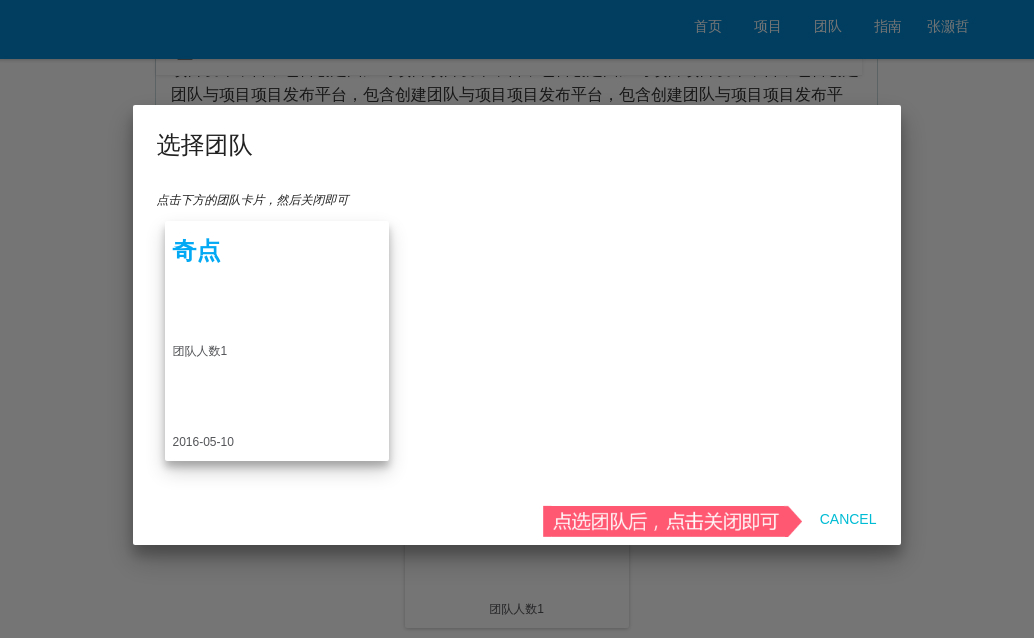 首页 项目 团队 指南 张灏哲
团队与项目项目发布平台，包含创建团队与项目项目发布平台，包含创建团队与项目项目发布平
选择团队
点击下方的团队卡片，然后关闭即可
奇点
团队人数1
2016-05-10
点选团队后，点击关闭即可
CANCEL
团队人数1